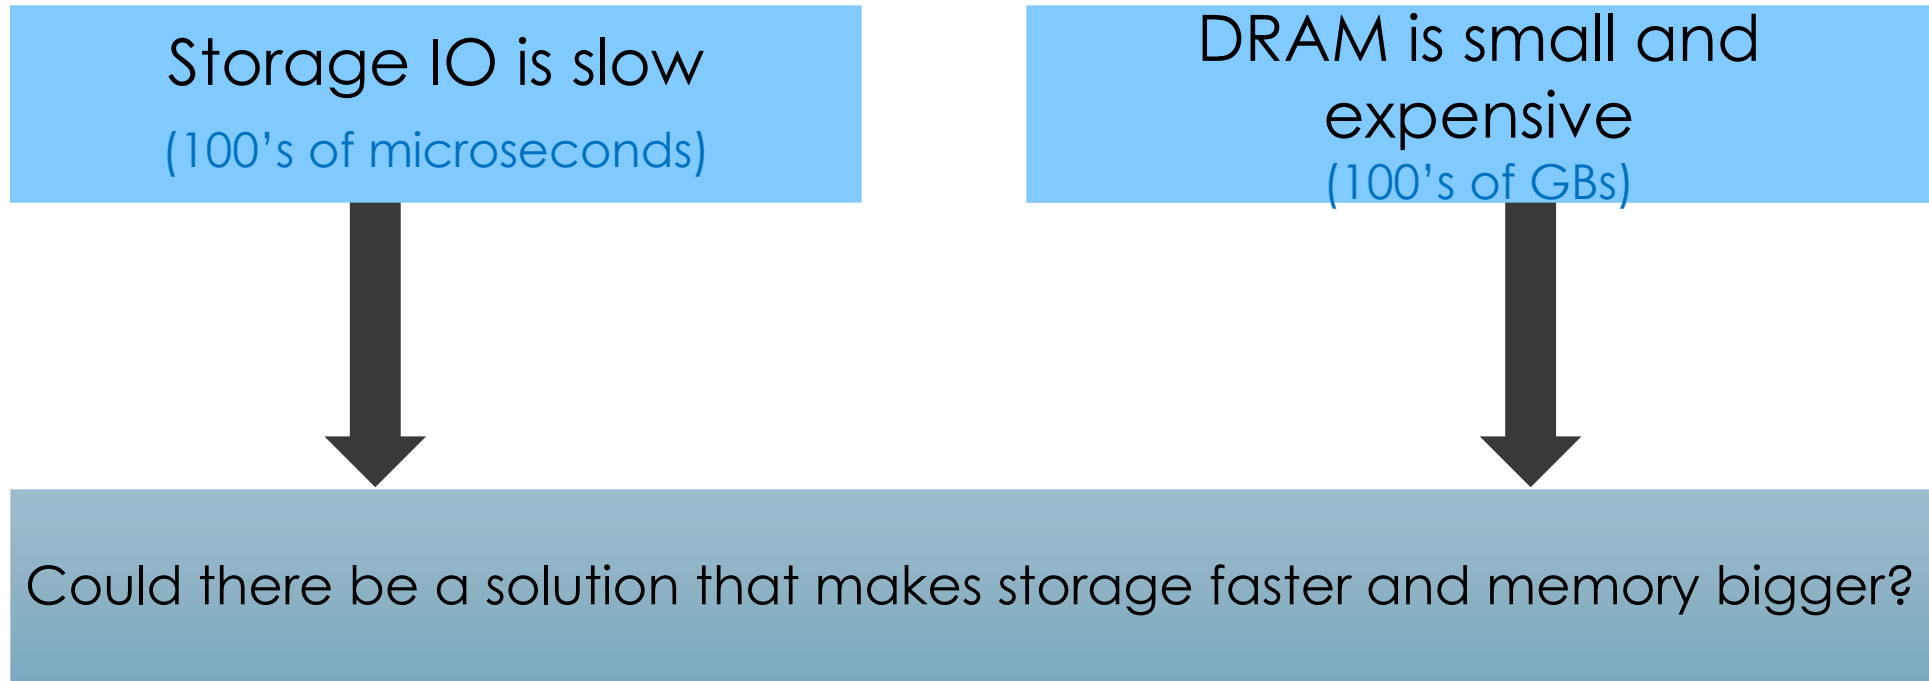 Storage IO is slow
(100’s of microseconds)
DRAM is small and
expensive
(100’s of GBs)
Could there be a solution that makes storage faster and memory bigger?